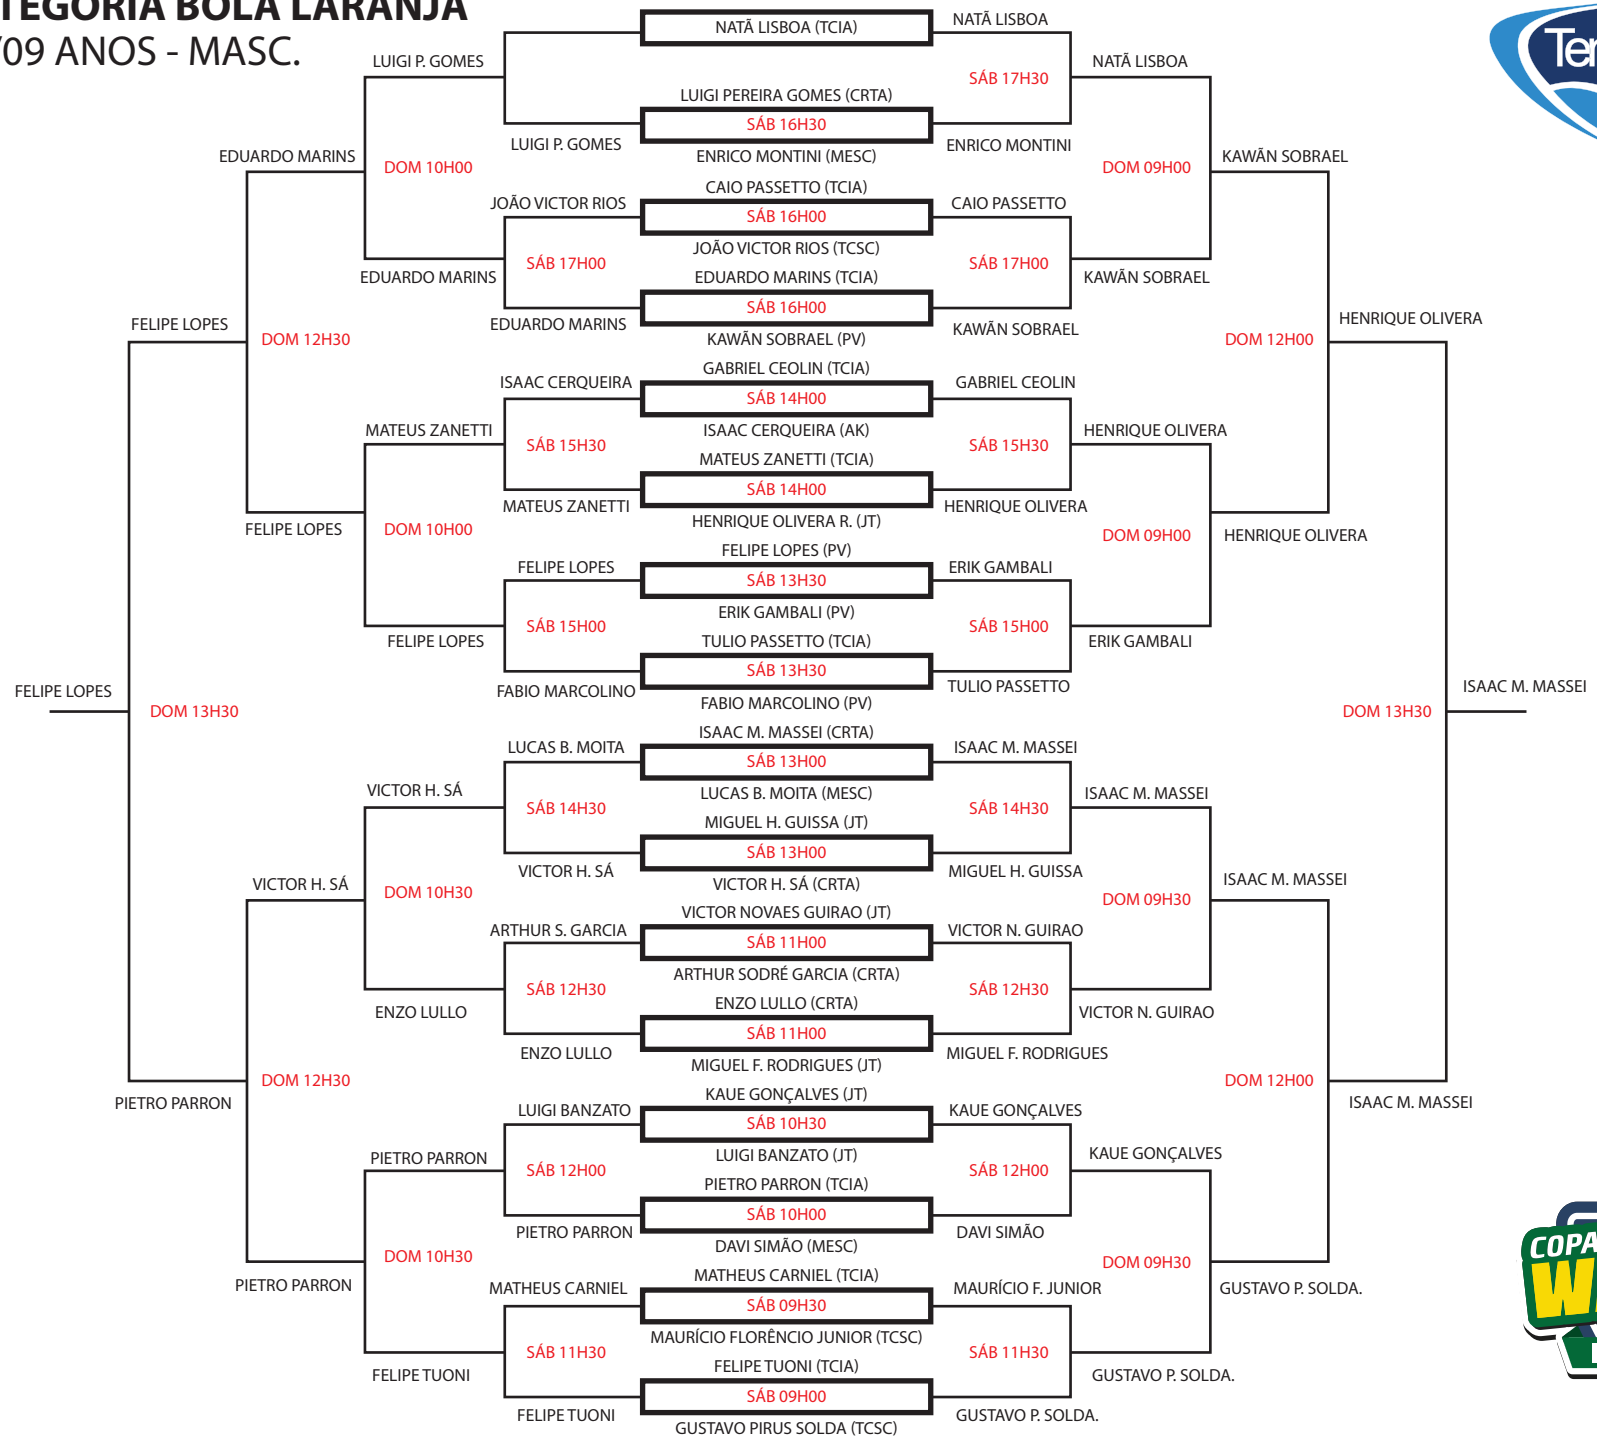 TEGORIA BOLA LARANJA
/09 ANOS - MASC.
NATÃ LISBOA (TCIA)
NATÃ LISBOA
LUIGI P. GOMES
NATÃ LISBOA
SÁB 17H30
LUIGI PEREIRA GOMES (CRTA)
SÁB 16H30
LUIGI P. GOMES
ENRICO MONTINI (MESC)
ENRICO MONTINI
EDUARDO MARINS
DOM 10H00
DOM 09H00
KAWÃN SOBRAEL
CAIO PASSETTO (TCIA)
JOÃO VICTOR RIOS
SÁB 16H00
CAIO PASSETTO
JOÃO VICTOR RIOS (TCSC)
SÁB 17H00
SÁB 17H00
EDUARDO MARINS
EDUARDO MARINS (TCIA)
KAWÃN SOBRAEL
SÁB 16H00
EDUARDO MARINS
KAWÃN SOBRAEL (PV)
KAWÃN SOBRAEL
FELIPE LOPES
DOM 12H30
DOM 12H00
HENRIQUE OLIVERA
GABRIEL CEOLIN (TCIA)
ISAAC CERQUEIRA
SÁB 14H00
GABRIEL CEOLIN
MATEUS ZANETTI
ISAAC CERQUEIRA (AK)
HENRIQUE OLIVERA
SÁB 15H30
SÁB 15H30
MATEUS ZANETTI (TCIA)
SÁB 14H00
MATEUS ZANETTI
HENRIQUE OLIVERA R. (JT)
HENRIQUE OLIVERA
FELIPE LOPES
DOM 10H00
DOM 09H00
HENRIQUE OLIVERA
FELIPE LOPES (PV)
FELIPE LOPES
SÁB 13H30
ERIK GAMBALI
ERIK GAMBALI (PV)
SÁB 15H00
SÁB 15H00
FELIPE LOPES
TULIO PASSETTO (TCIA)
ERIK GAMBALI
SÁB 13H30
FABIO MARCOLINO
FABIO MARCOLINO (PV)
TULIO PASSETTO
FELIPE LOPES
DOM 13H30
DOM 13H30
ISAAC M. MASSEI
ISAAC M. MASSEI (CRTA)
LUCAS B. MOITA
SÁB 13H00
ISAAC M. MASSEI
VICTOR H. SÁ
LUCAS B. MOITA (MESC)
ISAAC M. MASSEI
SÁB 14H30
SÁB 14H30
MIGUEL H. GUISSA (JT)
SÁB 13H00
VICTOR H. SÁ
VICTOR H. SÁ (CRTA)
MIGUEL H. GUISSA
VICTOR H. SÁ
DOM 10H30
DOM 09H30
ISAAC M. MASSEI
VICTOR NOVAES GUIRAO (JT)
ARTHUR S. GARCIA
SÁB 11H00
VICTOR N. GUIRAO
ARTHUR SODRÉ GARCIA (CRTA)
SÁB 12H30
SÁB 12H30
ENZO LULLO
ENZO LULLO (CRTA)
VICTOR N. GUIRAO
SÁB 11H00
ENZO LULLO
MIGUEL F. RODRIGUES (JT)
MIGUEL F. RODRIGUES
PIETRO PARRON
DOM 12H30
DOM 12H00
ISAAC M. MASSEI
KAUE GONÇALVES (JT)
LUIGI BANZATO
SÁB 10H30
KAUE GONÇALVES
PIETRO PARRON
LUIGI BANZATO (JT)
KAUE GONÇALVES
SÁB 12H00
SÁB 12H00
PIETRO PARRON (TCIA)
SÁB 10H00
PIETRO PARRON
DAVI SIMÃO (MESC)
DAVI SIMÃO
PIETRO PARRON
DOM 10H30
DOM 09H30
GUSTAVO P. SOLDA.
MATHEUS CARNIEL (TCIA)
MATHEUS CARNIEL
SÁB 09H30
MAURÍCIO F. JUNIOR
MAURÍCIO FLORÊNCIO JUNIOR (TCSC)
SÁB 11H30
SÁB 11H30
FELIPE TUONI
FELIPE TUONI (TCIA)
GUSTAVO P. SOLDA.
SÁB 09H00
FELIPE TUONI
GUSTAVO PIRUS SOLDA (TCSC)
GUSTAVO P. SOLDA.
Ten
COPA